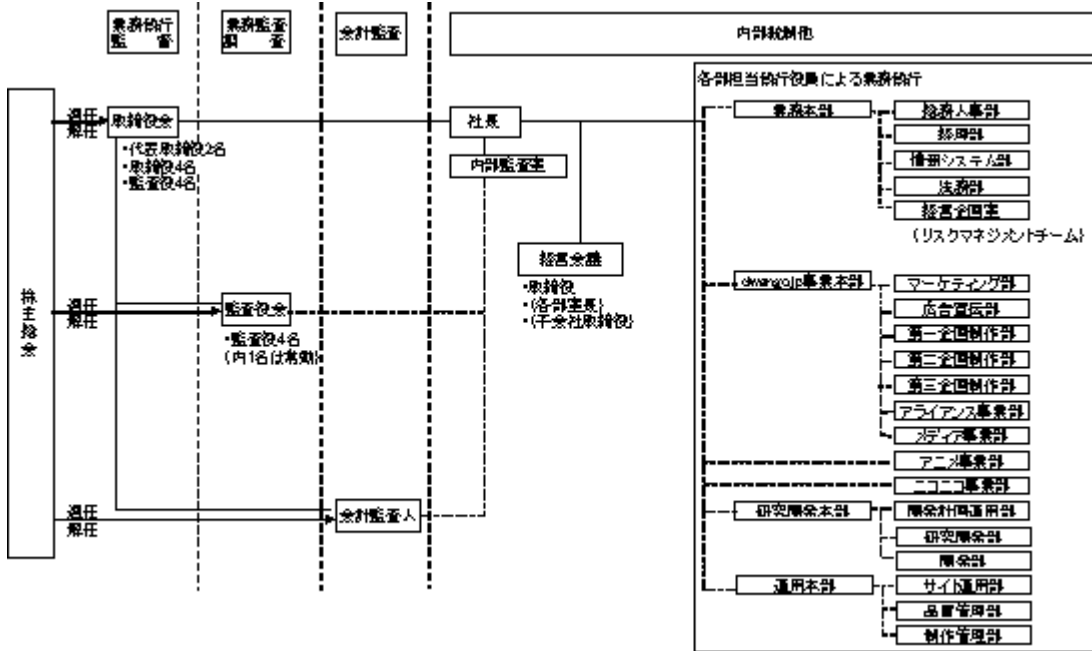 業務執行
監　督
業務監査
調　査
会計監査
内部統制他
株主総会
選任
解任
取締役会
・代表取締役2名
・取締役4名
・監査役4名
社長
内部監査室
経営会議
・取締役
・(各部室長)
・(子会社取締役)
選任
解任
監査役会
・監査役4名
(内1名は常勤)
選任
解任
会計監査人
各部担当執行役員による業務執行
業務本部
総務人事部
経理部
情報システム部
法務部
経営企画室
(リスクマネジメントチーム)
dwango.jp事業本部
マーケティング部
広告宣伝部
第一企画制作部
第二企画制作部
第三企画制作部
アライアンス事業部
メディア事業部
アニメ事業部
ニコニコ事業部
研究開発本部
開発計画運用部
研究開発部
開発部
運用本部
サイト運用部
品質管理部
制作管理部